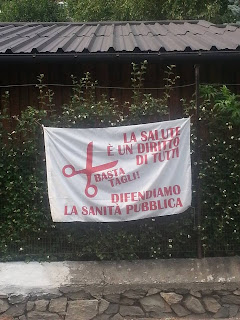 LA SALUTE
È UN DIRITTO
DI TUTTI
BASTA
TAGLI!
DIFENDIAMO
LA SANITÀ PUBBLICA